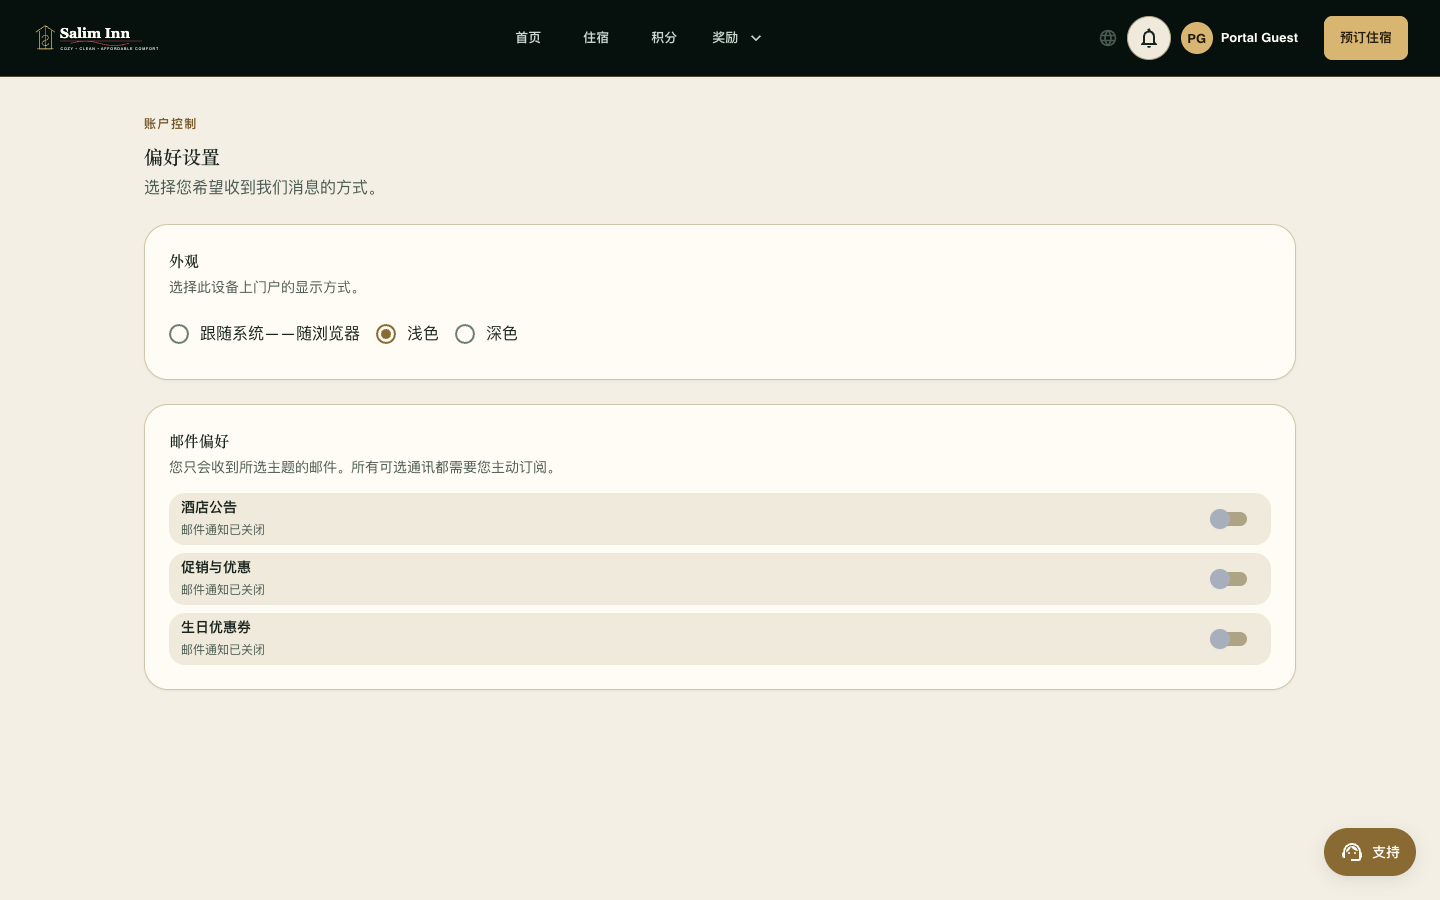 Salim Inn
COZY • CLEAN • AFFORDABLE COMFORT
首页
住宿
积分
奖励
PG
Portal Guest
预订住宿
账户控制
偏好设置
选择您希望收到我们消息的方式。
外观
选择此设备上门户的显示方式。
跟随系统——随浏览器
浅色
深色
邮件偏好
您只会收到所选主题的邮件。所有可选通讯都需要您主动订阅。
酒店公告
邮件通知已关闭
促销与优惠
邮件通知已关闭
生日优惠券
邮件通知已关闭
支持